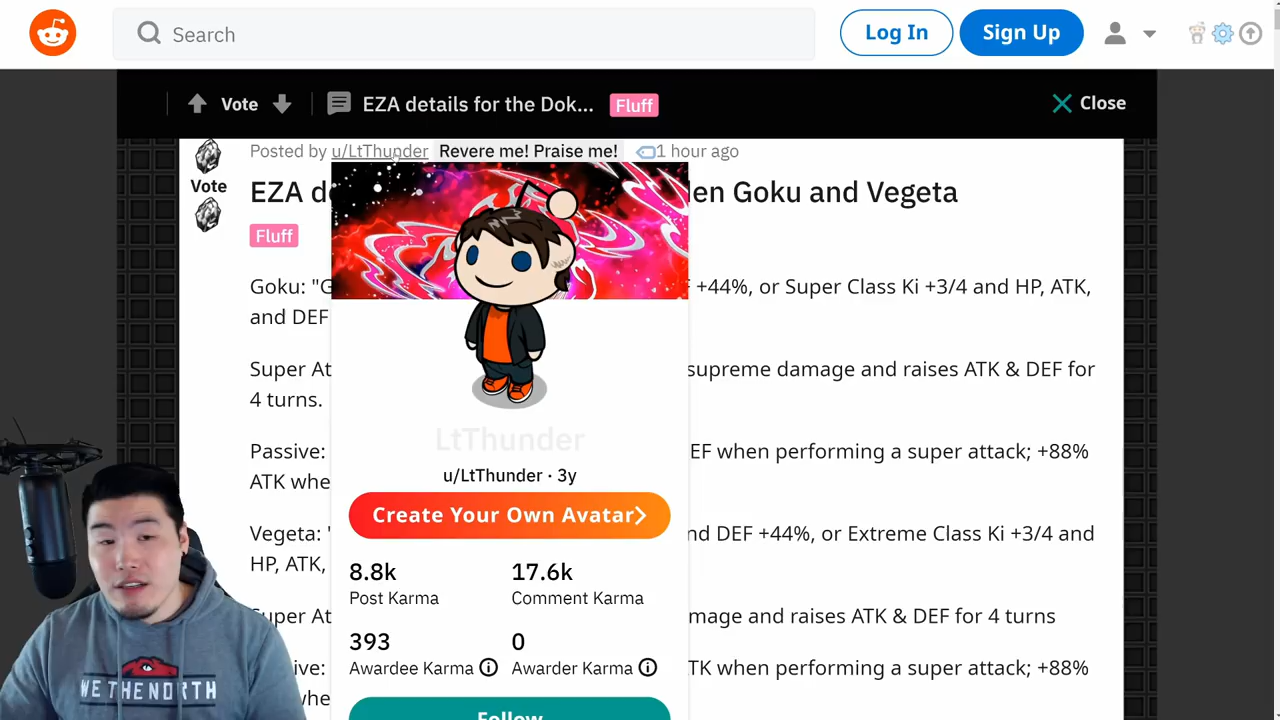 Search
Log In
Sign Up
Vote
EZA details for the Dok...
Fluff
Close
Posted by u/LtThunder Revere me! Praise me! 1 hour ago
Vote
EZA d len Goku and Vegeta
Fluff
Goku: "G +44%, or Super Class Ki +3/4 and HP, ATK,
and DEF
Super At supreme damage and raises ATK & DEF for
4 turns.
LtThunder
Passive: EF when performing a super attack; +88%
ATK whe
u/LtThunder · 3y
Create Your Own Avatar
Vegeta: " nd DEF +44%, or Extreme Class Ki +3/4 and
HP, ATK,
8.8k 17.6k
Post Karma Comment Karma
Super At mage and raises ATK & DEF for 4 turns
393 0
Awardee Karma Awarder Karma
ive: TK when performing a super attack; +88%
whe
Follow
WE THE NORTH